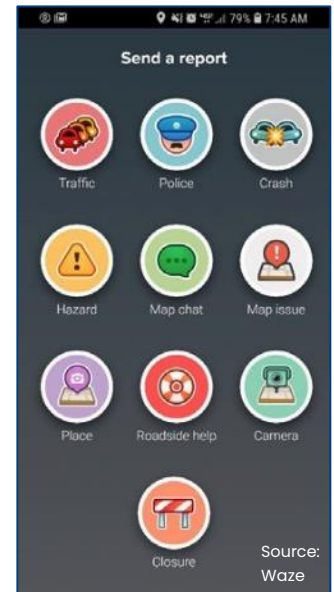 79% 7:45 AM
Send a report
Traffic Police Crash
Hazard Map chat Map issue
Place Roadside help Camera
Closure
Source:
Waze